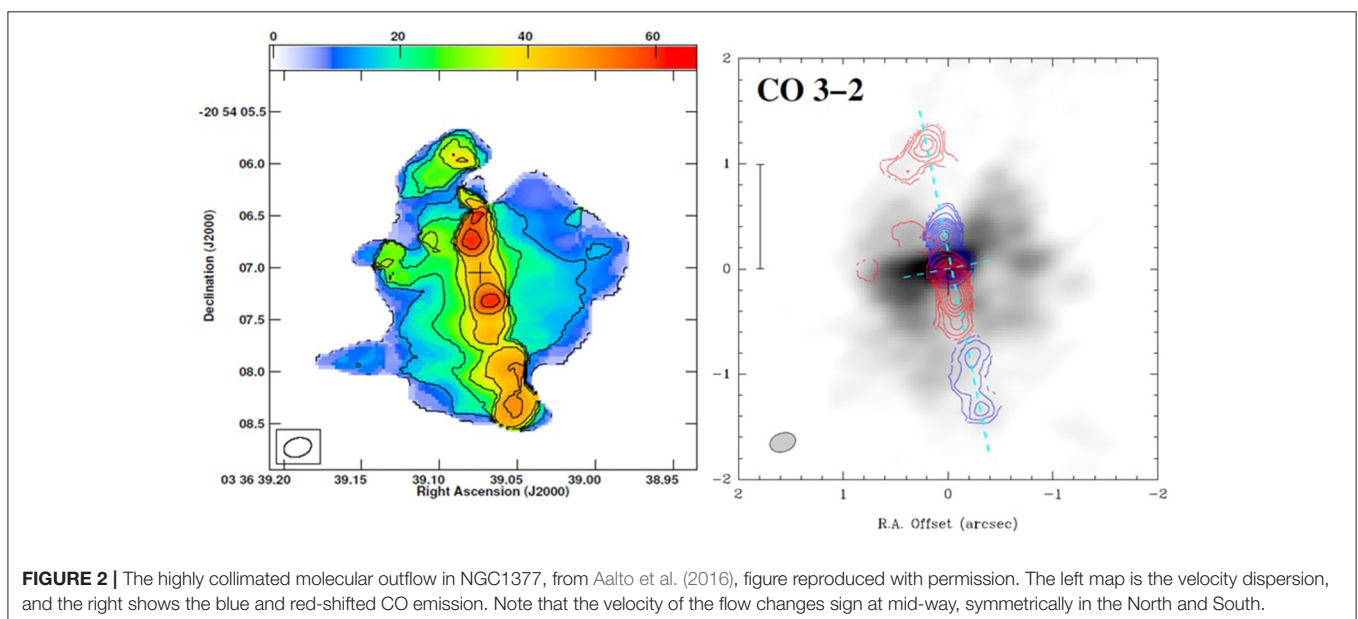 0 20 40 60
-20 54 05.5
06.0
06.5
07.0
07.5
08.0
08.5
Declination (J2000)
03 36 39.20 39.15 39.10 39.05 39.00 38.95
Right Ascension (J2000)
CO 3–2
2
1
0
−1
−2
2 1 0 −1 −2
R.A. Offset (arcsec)
FIGURE 2 | The highly collimated molecular outflow in NGC1377, from Aalto et al. (2016), figure reproduced with permission. The left map is the velocity dispersion,
and the right shows the blue and red-shifted CO emission. Note that the velocity of the flow changes sign at mid-way, symmetrically in the North and South.